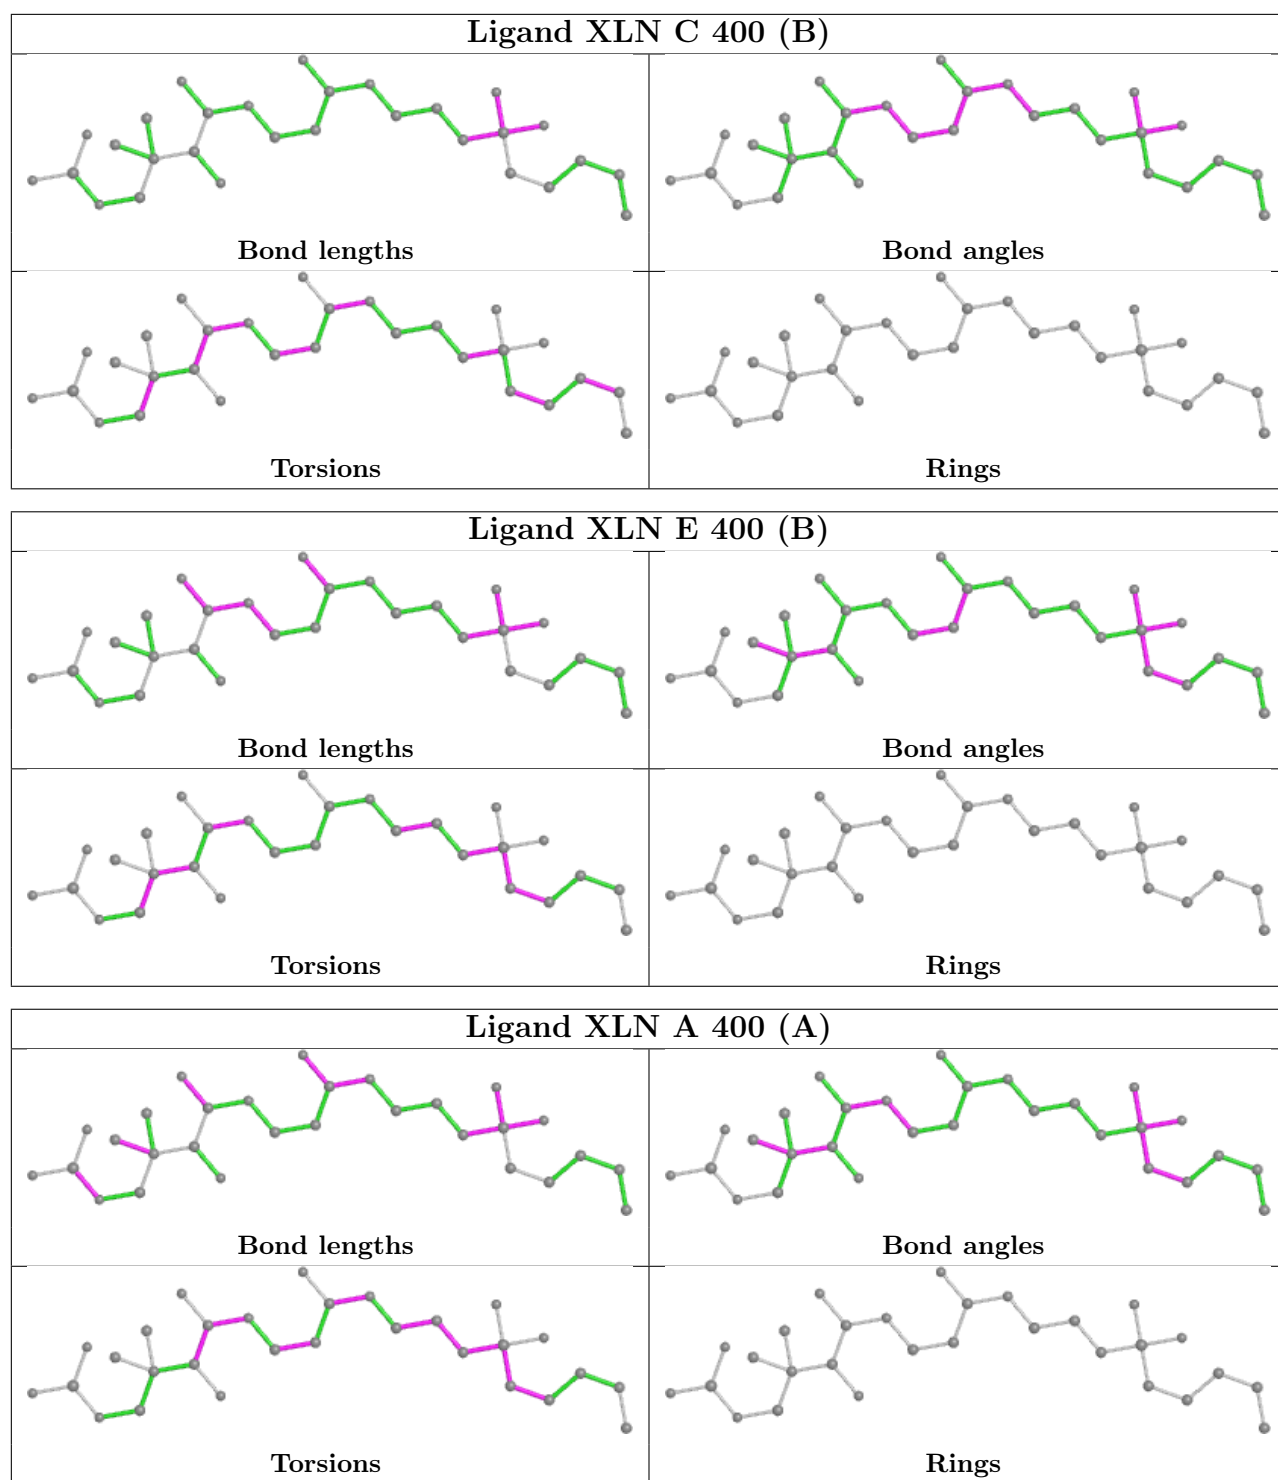 Ligand XLN C 400 (B)
Bond lengths
Bond angles
Torsions
Rings
Ligand XLN E 400 (B)
Bond lengths
Bond angles
Torsions
Rings
Ligand XLN A 400 (A)
Bond lengths
Bond angles
Torsions
Rings